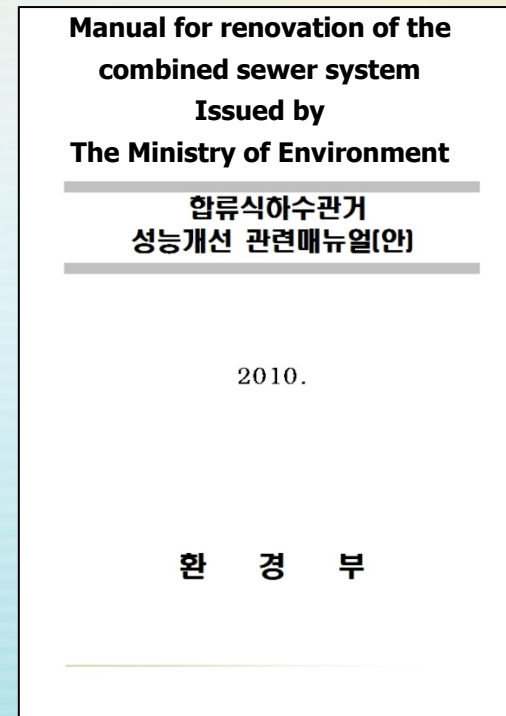 Manual for renovation of the
combined sewer system
Issued by
The Ministry of Environment
합류식하수관거
성능개선 관련매뉴얼(안)
2010.
환 경 부